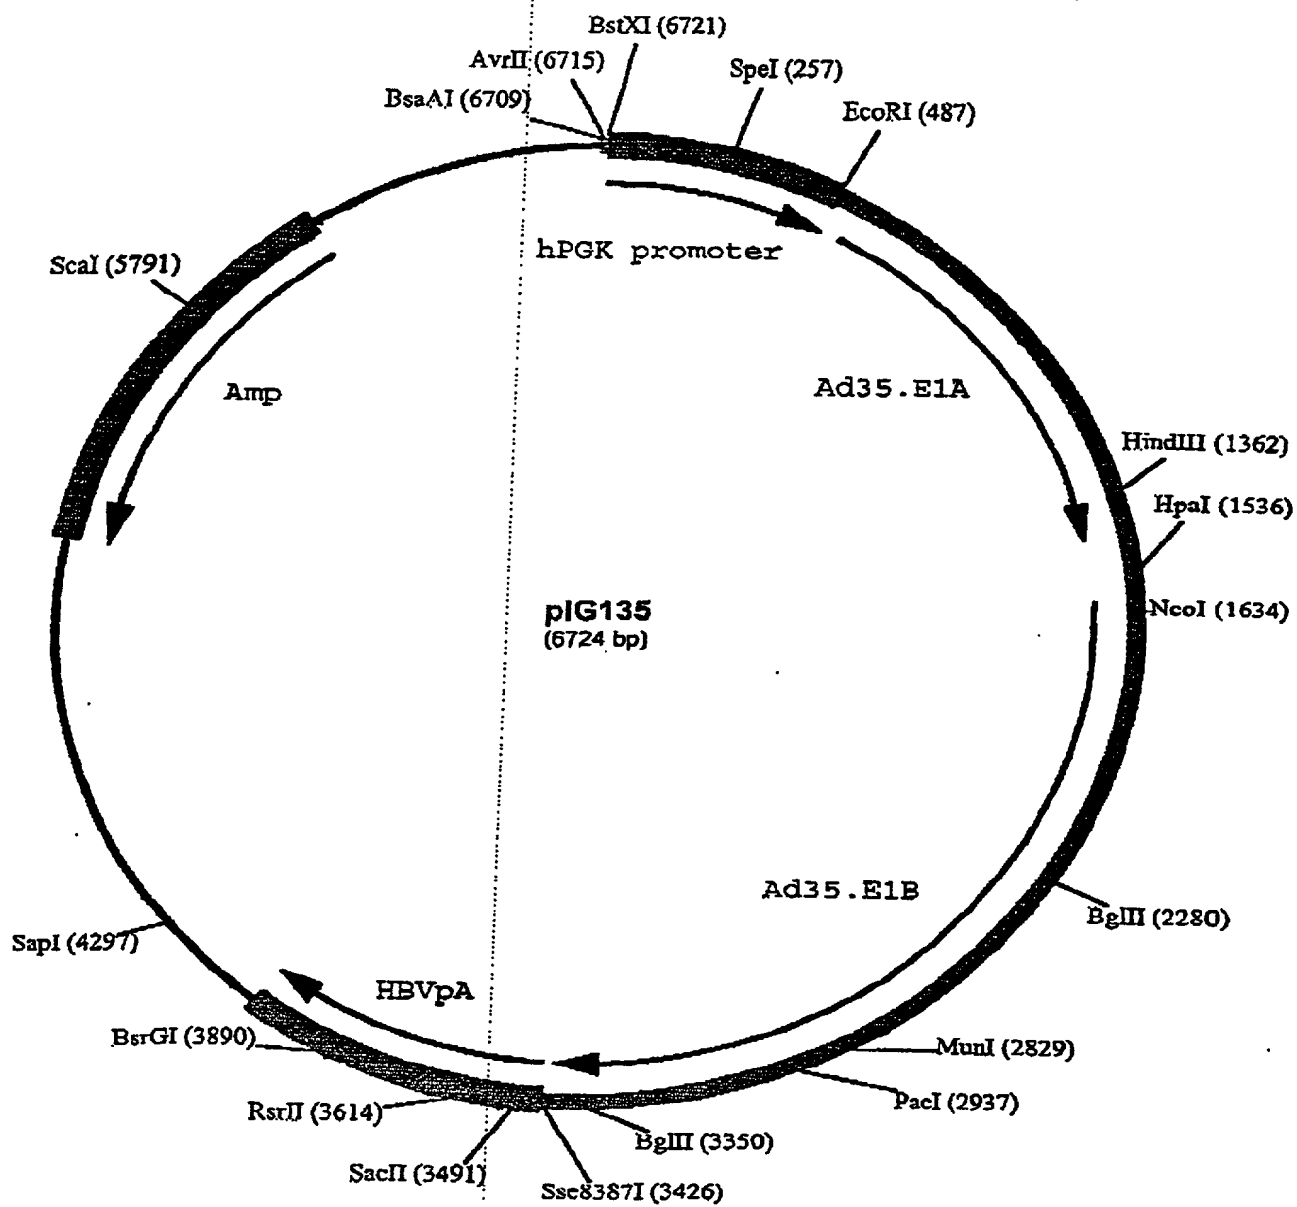 BstXI (6721)
AvrII (6715)
SpeI (257)
BsaAI (6709)
EcoRI (487)
hPGK promoter
ScaI (5791)
Amp
Ad35.E1A
HindIII (1362)
HpaI (1536)
pIG135
(6724 bp)
NcoI (1634)
Ad35.E1B
BglII (2280)
SapI (4297)
HBVpA
BsrGI (3890)
MunI (2829)
RsrII (3614)
PacI (2937)
BglII (3350)
SacII (3491)
Sse8387I (3426)